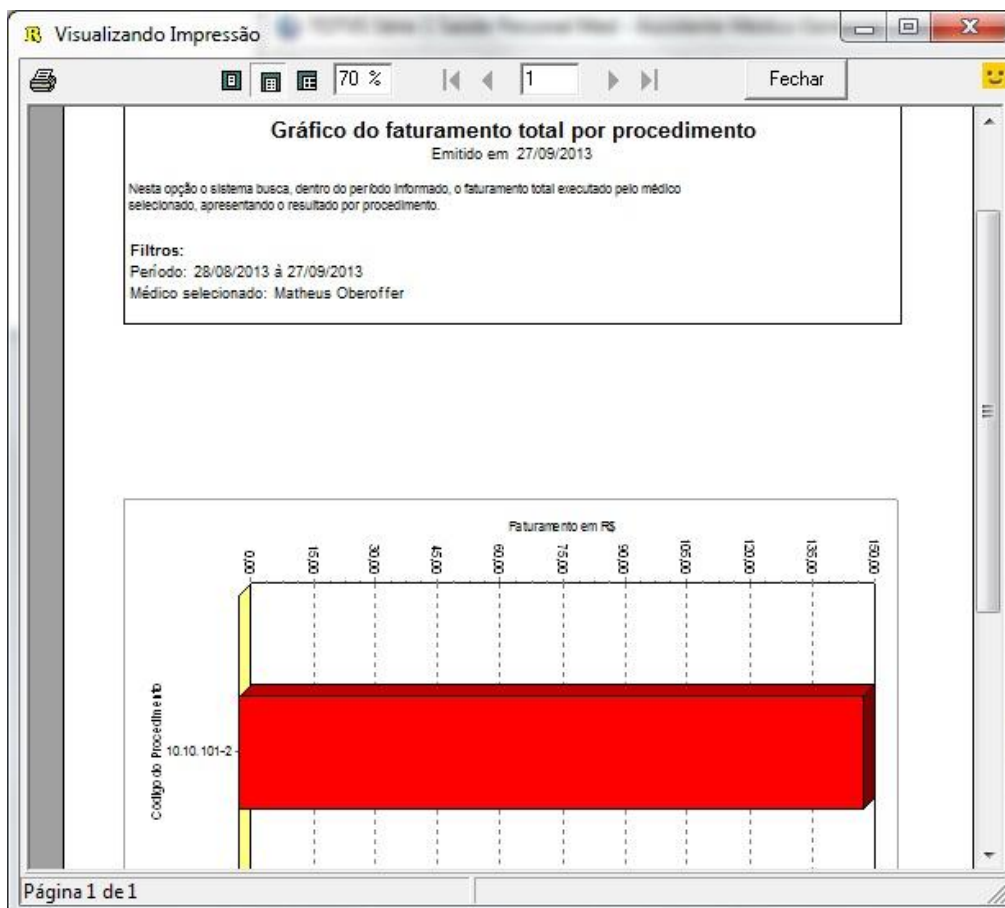 Visualizando Impressão
70 %
1
Fechar
Gráfico do faturamento total por procedimento
Emitido em 27/09/2013
Nesta opção o sistema busca, dentro do período informado, o faturamento total executado pelo médico
selecionado, apresentando o resultado por procedimento.
Filtros:
Período: 28/08/2013 à 27/09/2013
Médico selecionado: Matheus Oberoffer
Faturamento em R$
0,00 15,00 30,00 45,00 60,00 75,00 90,00 105,00 120,00 135,00 150,00
Código do Procedimento
10.10.101-2
Página 1 de 1